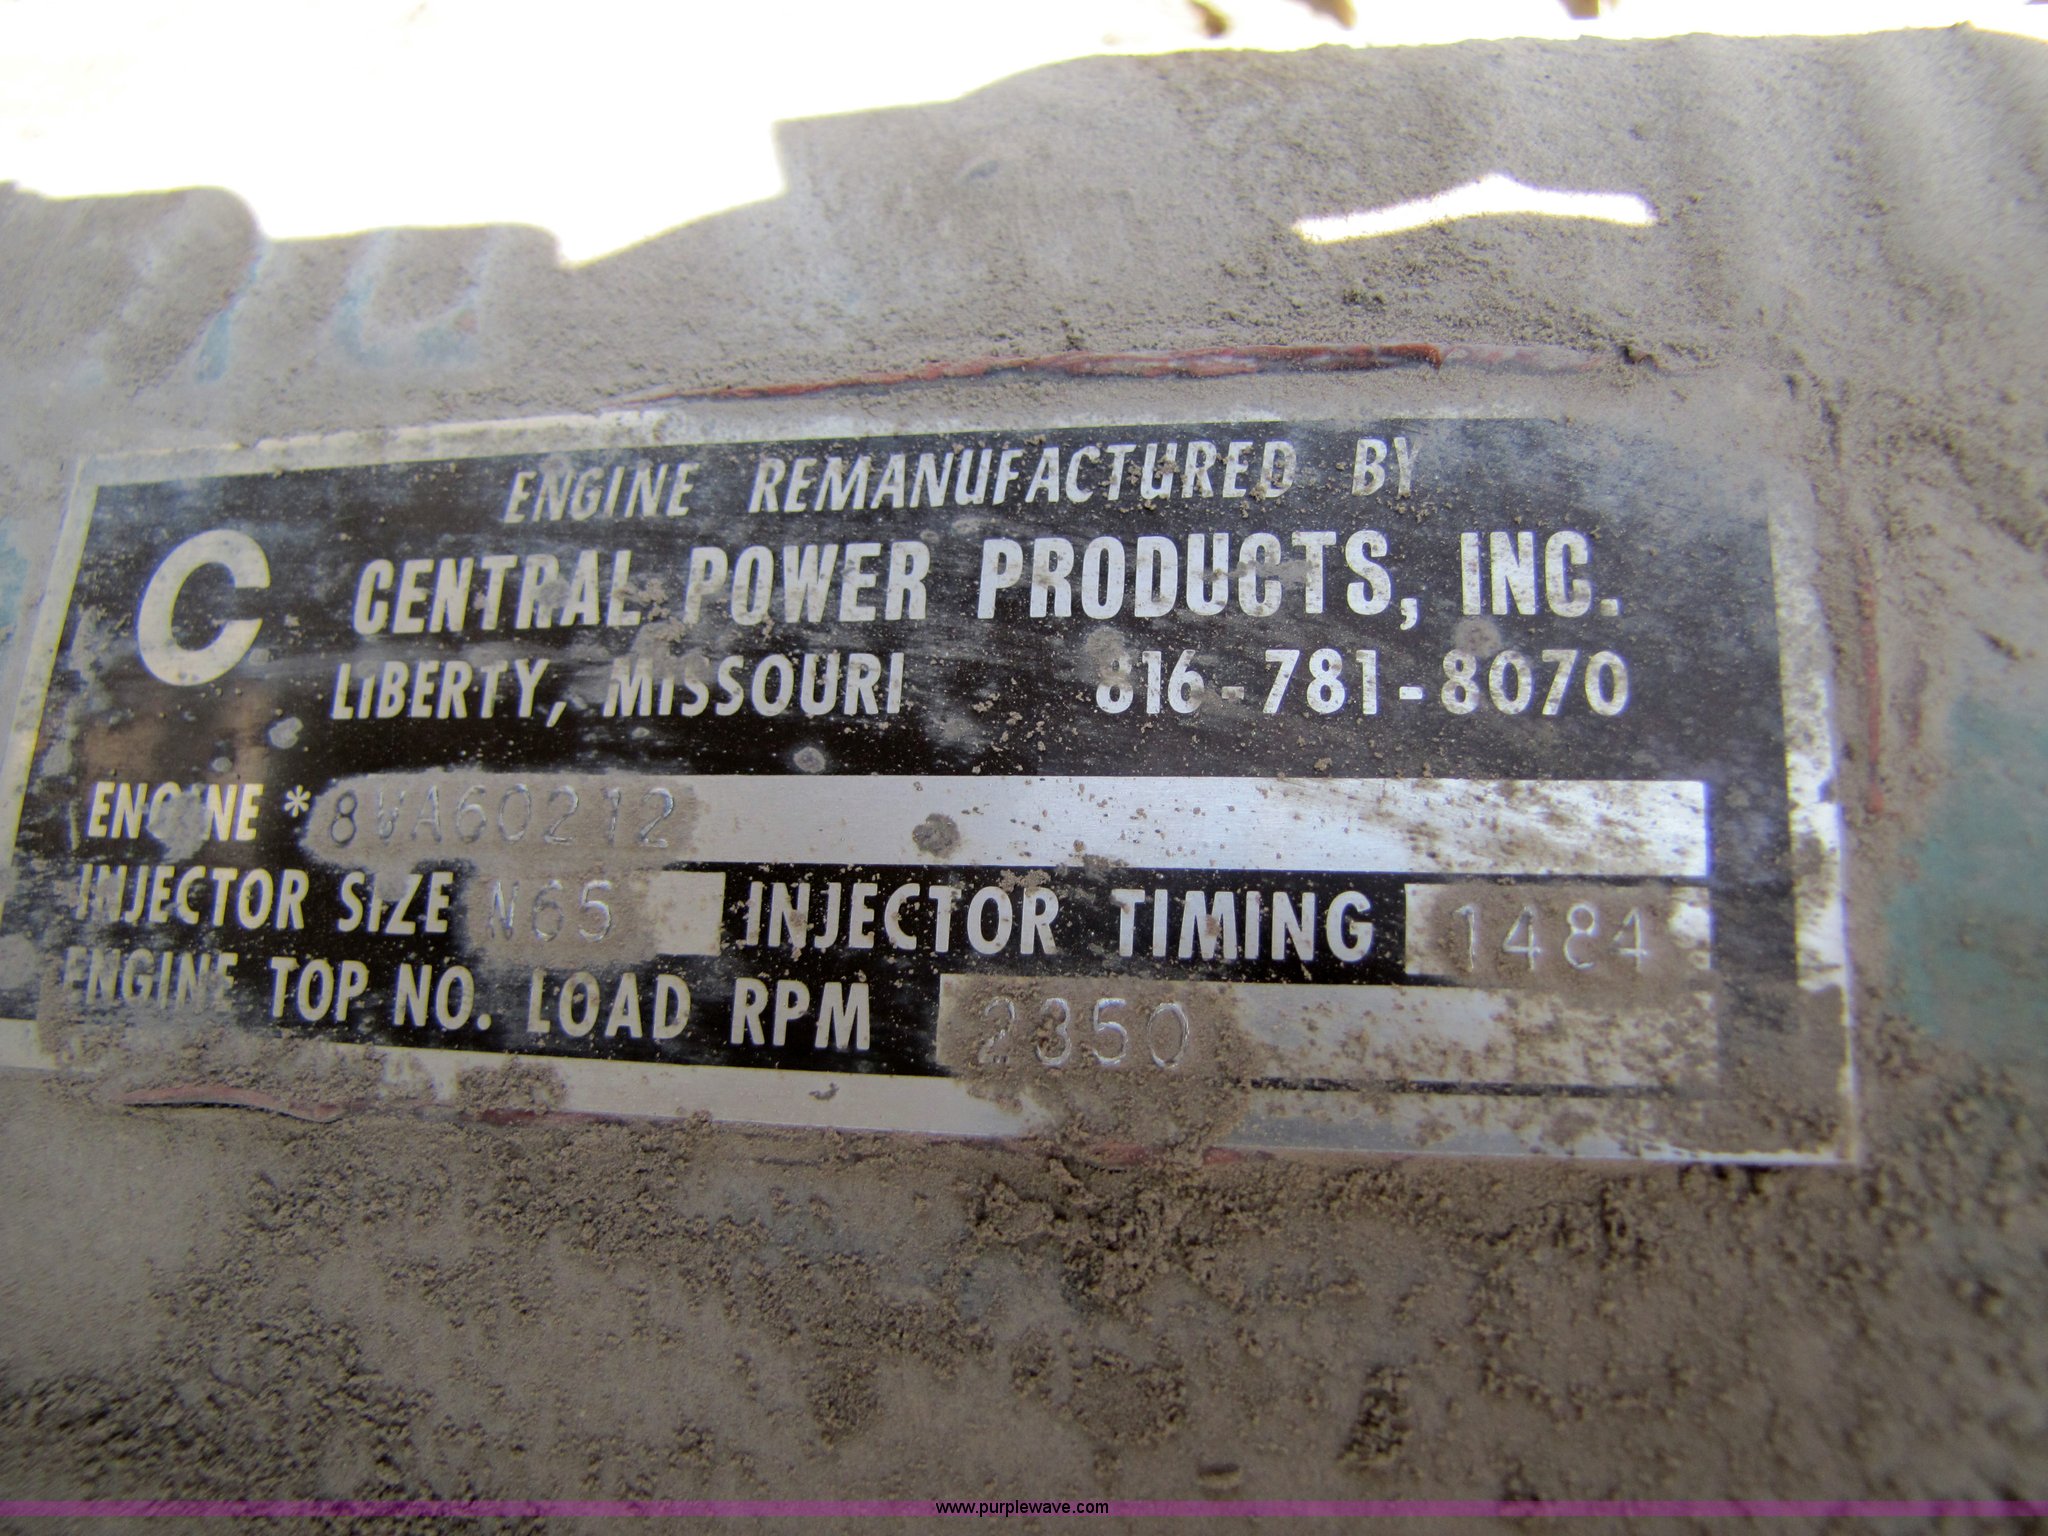 ENGINE REMANUFACTURED BY
C CENTRAL POWER PRODUCTS, INC.
LIBERTY, MISSOURI 816-781-8070
ENGINE * 8VA60212
INJECTOR SIZE N65 INJECTOR TIMING 1484
ENGINE TOP NO. LOAD RPM 2350
www.purplewave.com